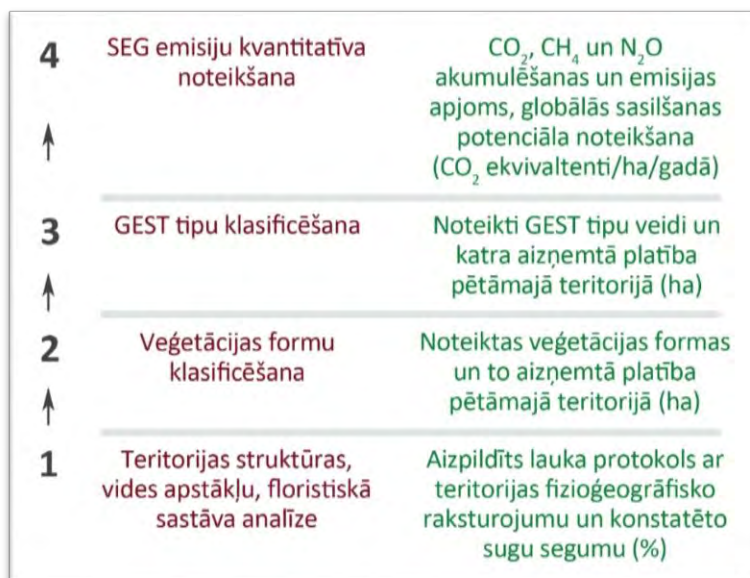 4
SEG emisiju kvantitatīva
noteikšana
CO₂, CH₄ un N₂O
akumulēšanas un emisijas
apjoms, globālās sasilšanas
potenciāla noteikšana
(CO₂ ekvivaltenti/ha/gadā)
3
GEST tipu klasificēšana
Noteikti GEST tipu veidi un
katra aizņemtā platība
pētāmajā teritorijā (ha)
2
Veģetācijas formu
klasificēšana
Noteiktas veģetācijas formas
un to aizņemtā platība
pētāmajā teritorijā (ha)
1
Teritorijas struktūras,
vides apstākļu, floristiskā
sastāva analīze
Aizpildīts lauka protokols ar
teritorijas fizioģeogrāfisko
raksturojumu un konstatēto
sugu segumu (%)